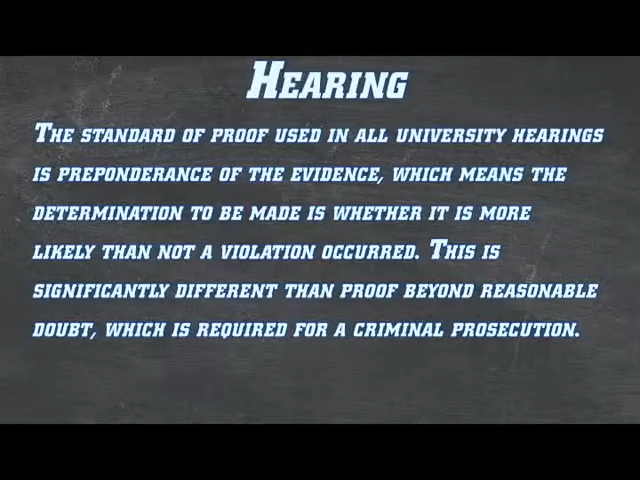 HEARING
THE STANDARD OF PROOF USED IN ALL UNIVERSITY HEARINGS
IS PREPONDERANCE OF THE EVIDENCE, WHICH MEANS THE
DETERMINATION TO BE MADE IS WHETHER IT IS MORE
LIKELY THAN NOT A VIOLATION OCCURRED. THIS IS
SIGNIFICANTLY DIFFERENT THAN PROOF BEYOND REASONABLE
DOUBT, WHICH IS REQUIRED FOR A CRIMINAL PROSECUTION.